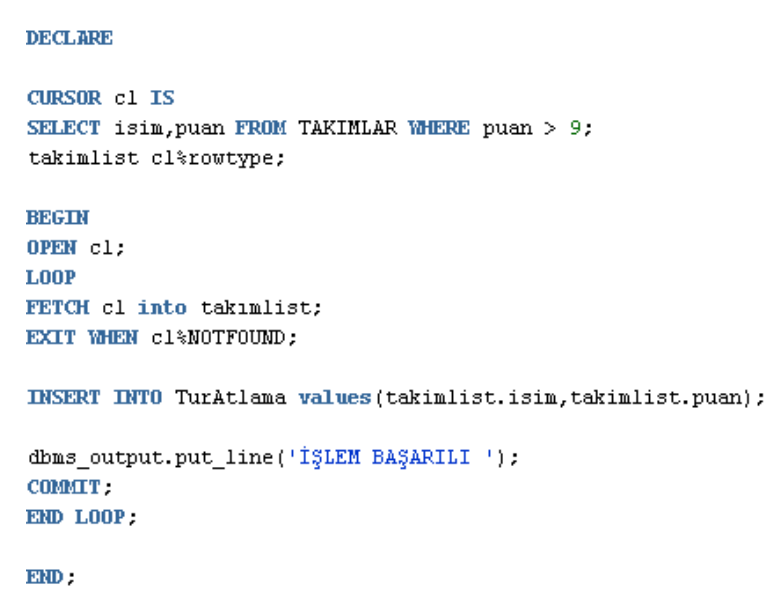 DECLARE
CURSOR c1 IS
SELECT isim,puan FROM TAKIMLAR WHERE puan > 9;
takimlist c1%rowtype;
BEGIN
OPEN c1;
LOOP
FETCH c1 into takımlist;
EXIT WHEN c1%NOTFOUND;
INSERT INTO TurAtlama values(takimlist.isim,takimlist.puan);
dbms_output.put_line('İŞLEM BAŞARILI ');
COMMIT;
END LOOP;
END;